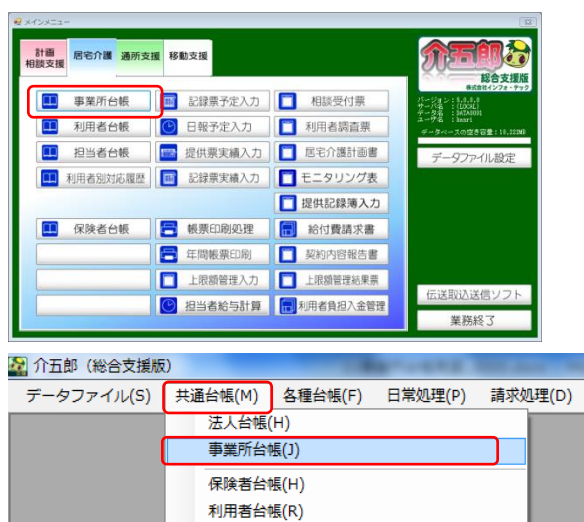 メインメニュー
計画
相談支援
居宅介護
通所支援
移動支援
介五郎
総合支援版
株式会社インフォ・テック
事業所台帳
記録票予定入力
相談受付票
利用者台帳
日報予定入力
利用者調査票
担当者台帳
提供票実績入力
居宅介護計画書
利用者別対応履歴
記録票実績入力
モニタリング表
提供記録簿入力
保険者台帳
帳票印刷処理
給付費請求書
年間帳票印刷
契約内容報告書
上限額管理入力
上限額管理結果票
担当者給与計算
利用者負担入金管理
データファイル設定
伝送取込送信ソフト
業務終了
介五郎（総合支援版）
データファイル(S)
共通台帳(M)
各種台帳(F)
日常処理(P)
請求処理(D)
法人台帳(H)
事業所台帳(J)
保険者台帳(H)
利用者台帳(R)